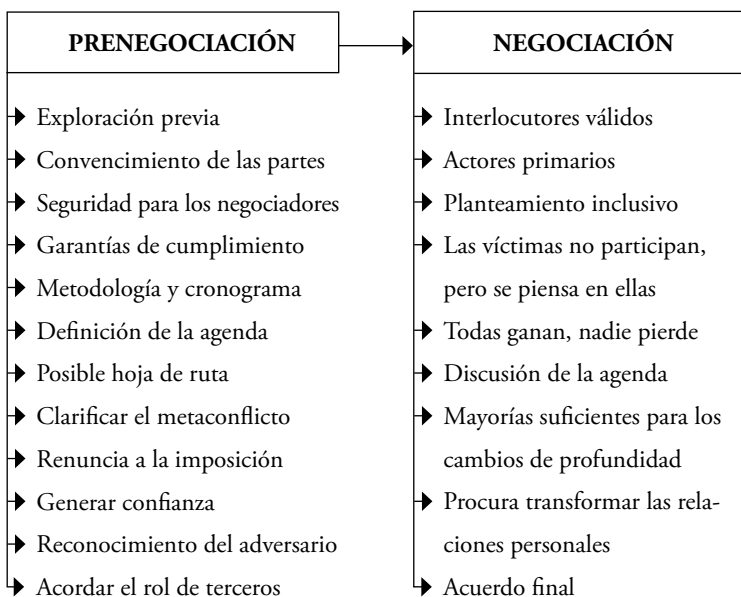 PRENEGOCIACIÓN
Exploración previa
Convencimiento de las partes
Seguridad para los negociadores
Garantías de cumplimiento
Metodología y cronograma
Definición de la agenda
Posible hoja de ruta
Clarificar el metaconflicto
Renuncia a la imposición
Generar confianza
Reconocimiento del adversario
Acordar el rol de terceros
NEGOCIACIÓN
Interlocutores válidos
Actores primarios
Planteamiento inclusivo
Las víctimas no participan,
pero se piensa en ellas
Todas ganan, nadie pierde
Discusión de la agenda
Mayorías suficientes para los
cambios de profundidad
Procura transformar las rela-
ciones personales
Acuerdo final